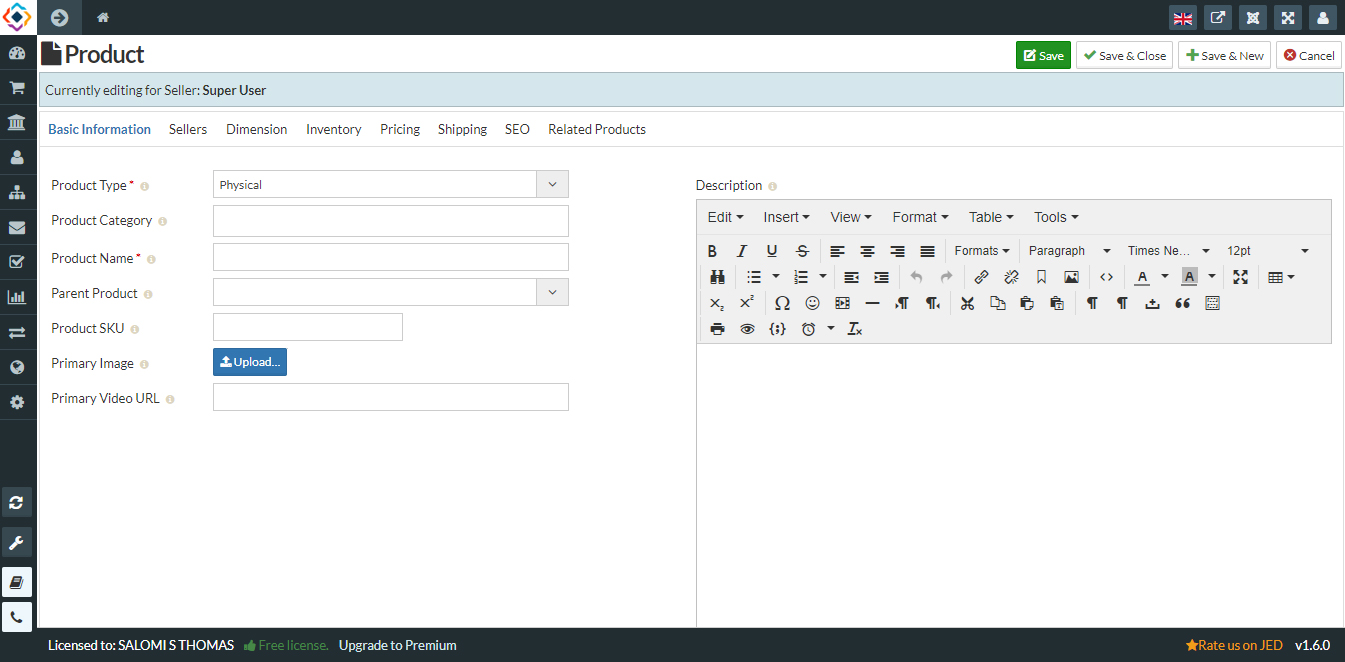 Product
Save
Save & Close
Save & New
Cancel
Currently editing for Seller: Super User
Basic Information
Sellers
Dimension
Inventory
Pricing
Shipping
SEO
Related Products
Product Type *
Physical
Product Category
Product Name *
Parent Product
Product SKU
Primary Image
Upload...
Primary Video URL
Description
Edit
Insert
View
Format
Table
Tools
Formats
Paragraph
Times Ne...
12pt
Licensed to: SALOMI S THOMAS
Free license.
Upgrade to Premium
Rate us on JED
v1.6.0